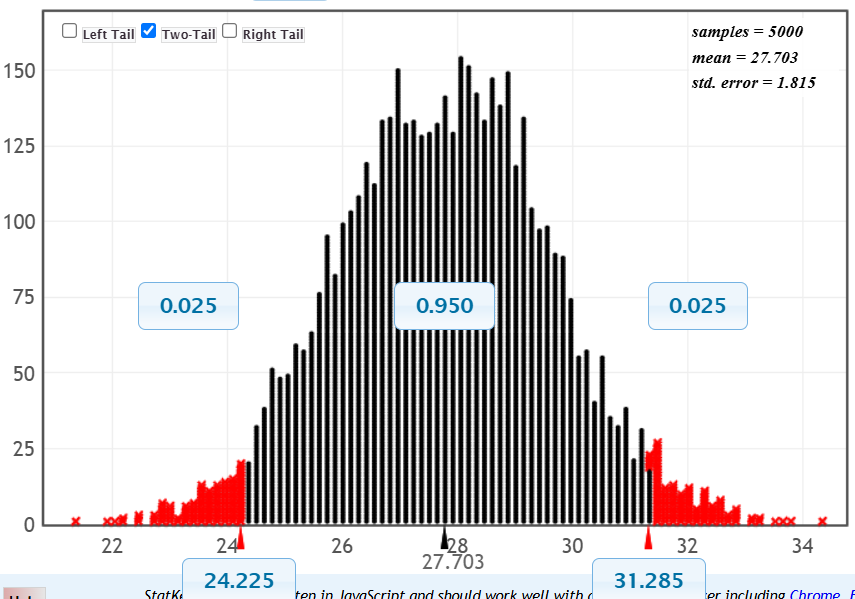 Left Tail Two-Tail Right Tail
samples = 5000
mean = 27.703
std. error = 1.815
150
125
100
75
50
25
0
0.025 0.950 0.025
22 24 26 28 30 32 34
27.703
24.225 31.285
ten in JavaScript and should work well with including Chrome,